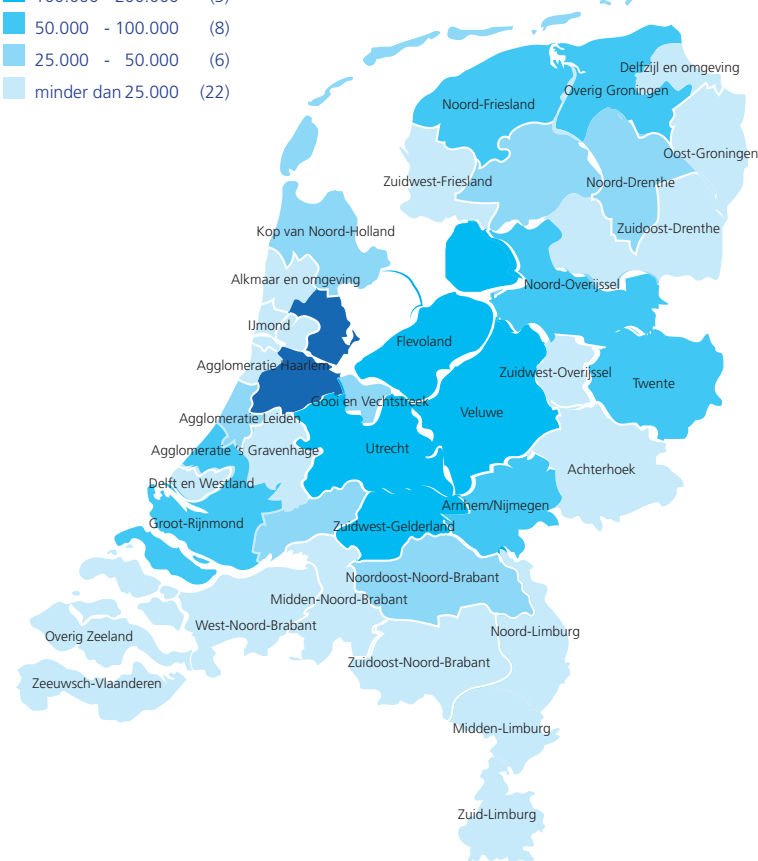 50.000 - 100.000 (8)
25.000 - 50.000 (6)
minder dan 25.000 (22)
Delfzijl en omgeving
Overig Groningen
Noord-Friesland
Oost-Groningen
Zuidwest-Friesland
Noord-Drenthe
Zuidoost-Drenthe
Kop van Noord-Holland
Alkmaar en omgeving
Noord-Overijssel
IJmond
Flevoland
Agglomeratie Haarlem
Zuidwest-Overijssel
Twente
Gooi en Vechtstreek
Veluwe
Agglomeratie Leiden
Agglomeratie 's Gravenhage
Utrecht
Achterhoek
Delft en Westland
Arnhem/Nijmegen
Groot-Rijnmond
Zuidwest-Gelderland
Noordoost-Noord-Brabant
Midden-Noord-Brabant
West-Noord-Brabant
Noord-Limburg
Overig Zeeland
Zuidoost-Noord-Brabant
Zeeuwsch-Vlaanderen
Midden-Limburg
Zuid-Limburg